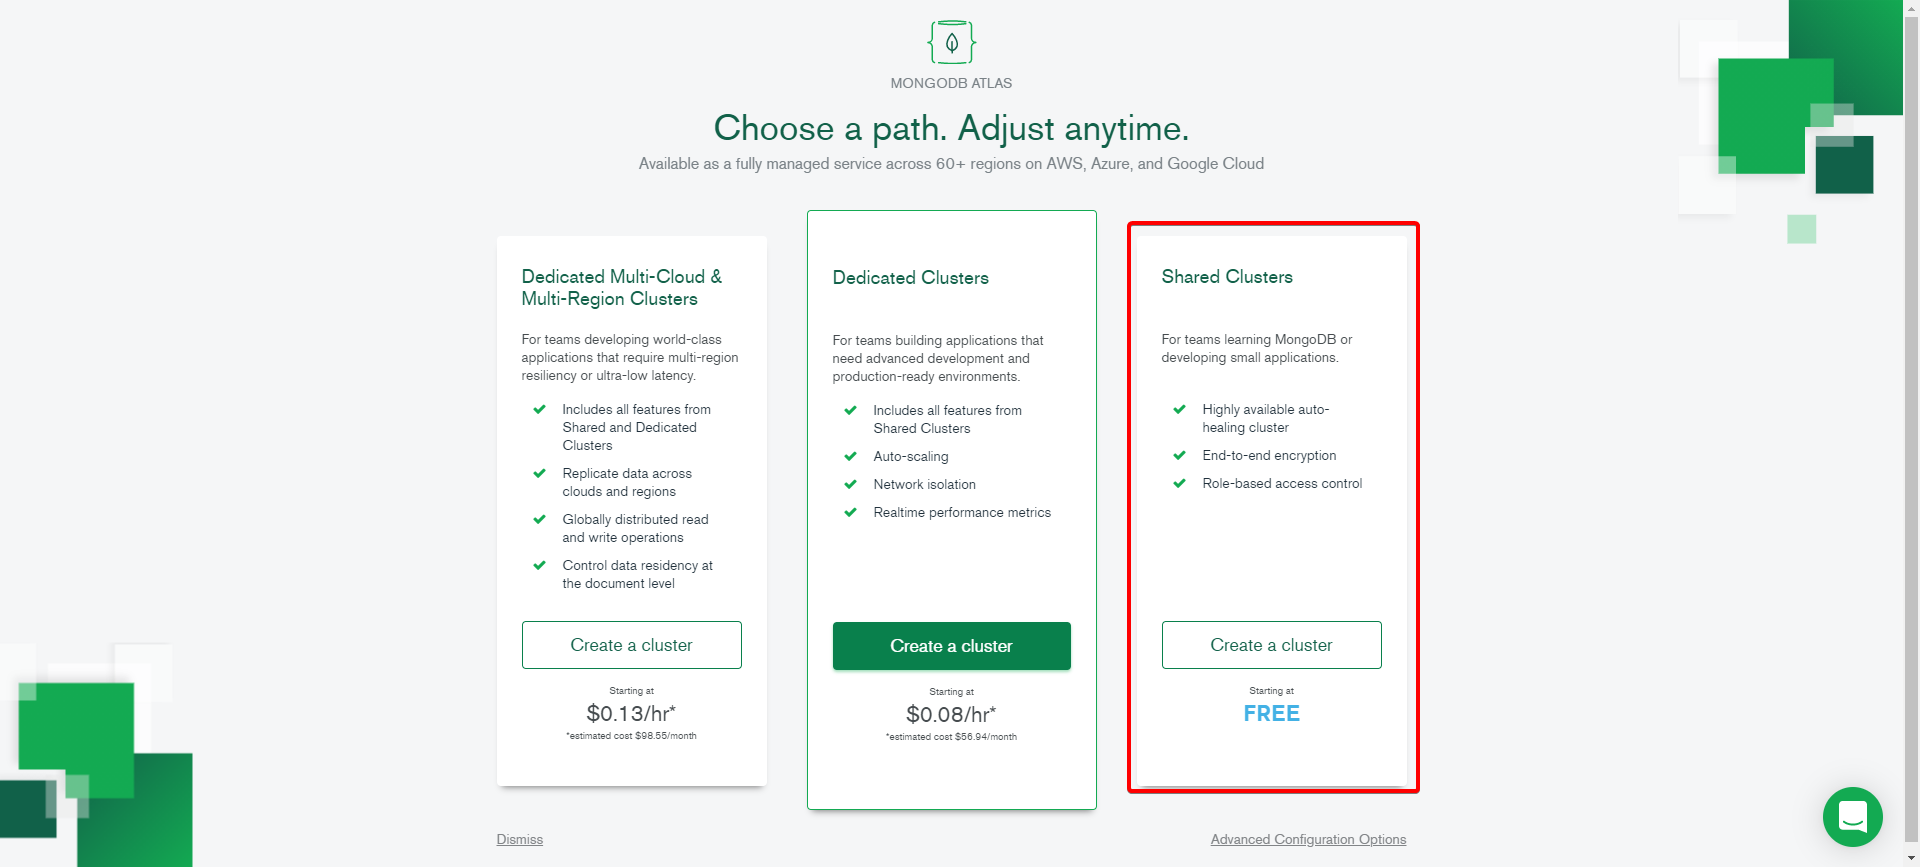 MONGODB ATLAS
Choose a path. Adjust anytime.
Available as a fully managed service across 60+ regions on AWS, Azure, and Google Cloud
Dedicated Multi-Cloud &
Multi-Region Clusters
For teams developing world-class
applications that require multi-region
resiliency or ultra-low latency.
Includes all features from
Shared and Dedicated
Clusters
Replicate data across
clouds and regions
Globally distributed read
and write operations
Control data residency at
the document level
Create a cluster
Starting at
$0.13/hr*
*estimated cost $98.55/month
Dedicated Clusters
For teams building applications that
need advanced development and
production-ready environments.
Includes all features from
Shared Clusters
Auto-scaling
Network isolation
Realtime performance metrics
Create a cluster
Starting at
$0.08/hr*
*estimated cost $56.94/month
Shared Clusters
For teams learning MongoDB or
developing small applications.
Highly available auto-
healing cluster
End-to-end encryption
Role-based access control
Create a cluster
Starting at
FREE
Dismiss
Advanced Configuration Options